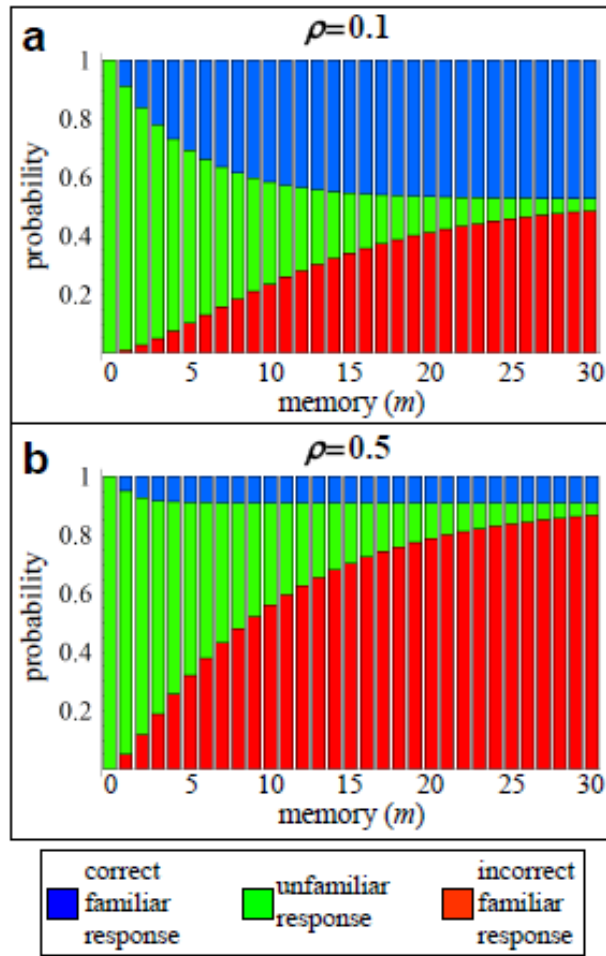 a
ρ=0.1
1
0.8
0.6
0.4
0.2
probability
0 5 10 15 20 25 30
memory (m)
b
ρ=0.5
1
0.8
0.6
0.4
0.2
probability
0 5 10 15 20 25 30
memory (m)
correct
familiar
response
unfamiliar
response
incorrect
familiar
response